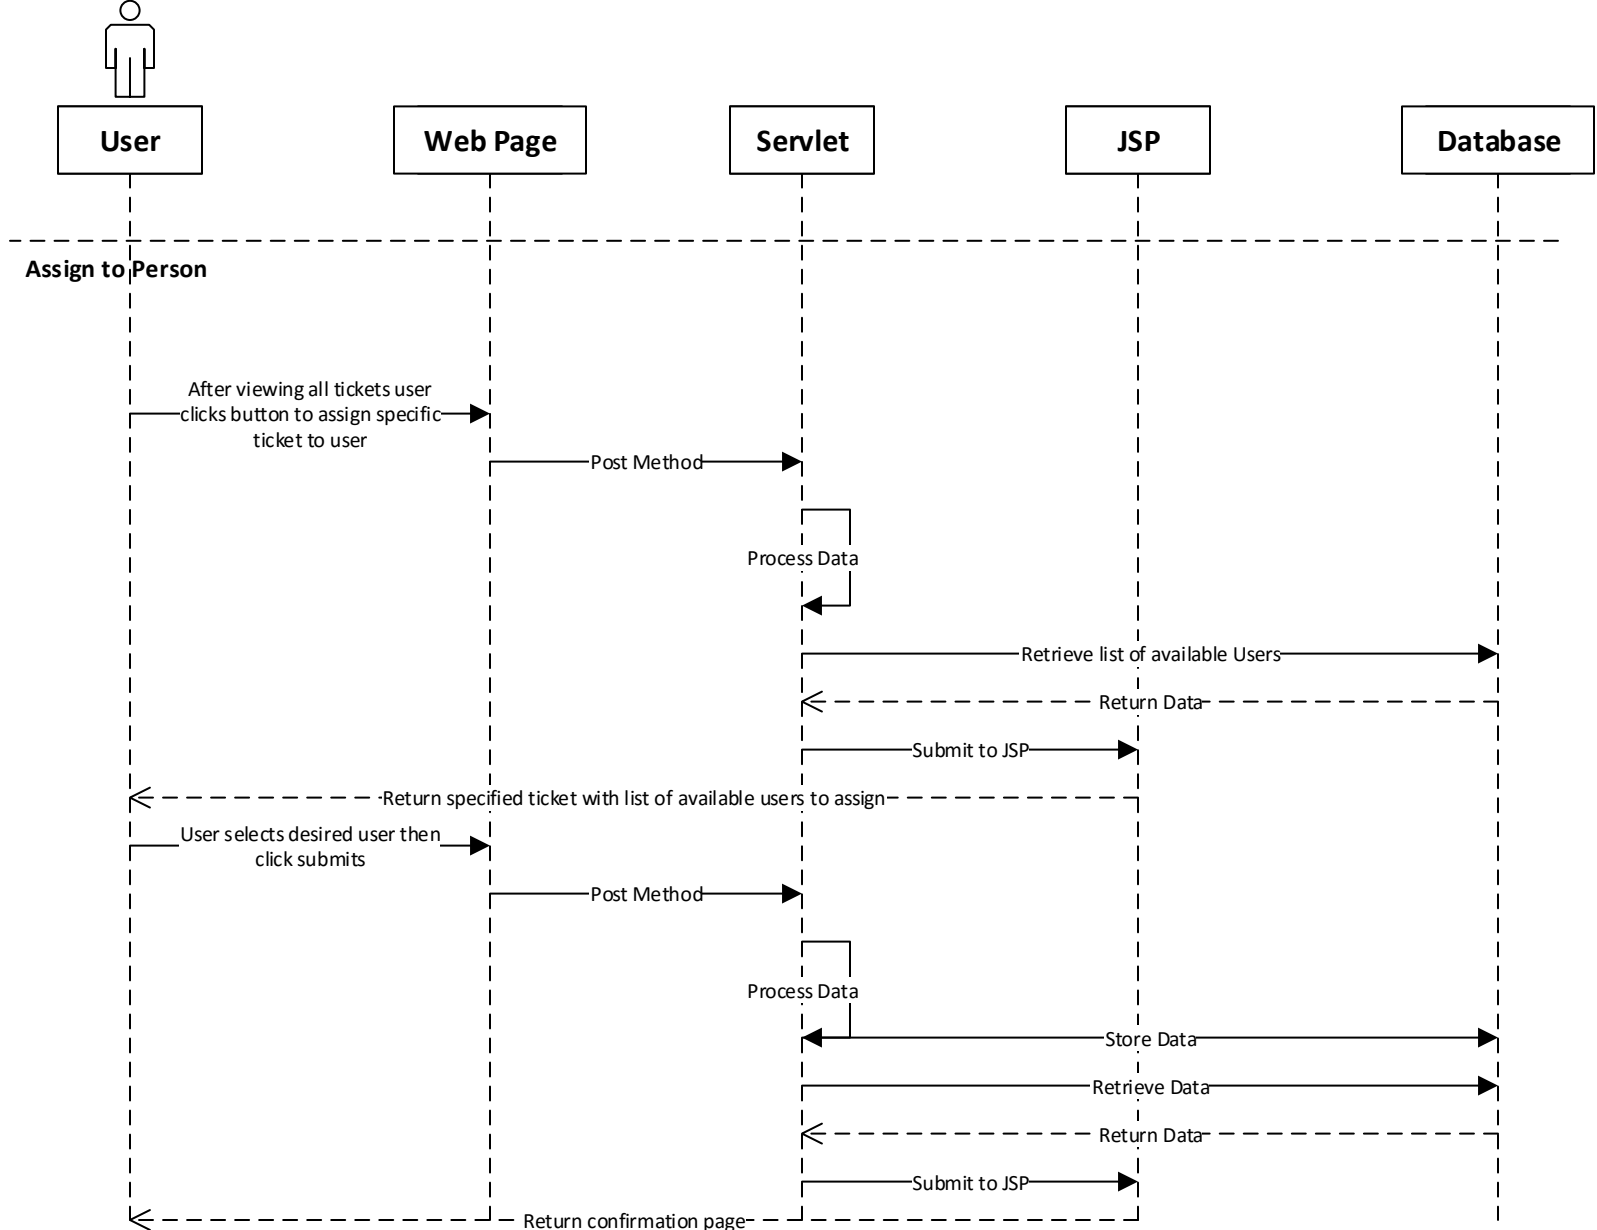 User
Web Page
Servlet
JSP
Database
Assign to Person
After viewing all tickets user
clicks button to assign specific
ticket to user
Post Method
Process Data
Retrieve list of available Users
Return Data
Submit to JSP
Return specified ticket with list of available users to assign
User selects desired user then
click submits
Post Method
Process Data
Store Data
Retrieve Data
Return Data
Submit to JSP
Return confirmation page